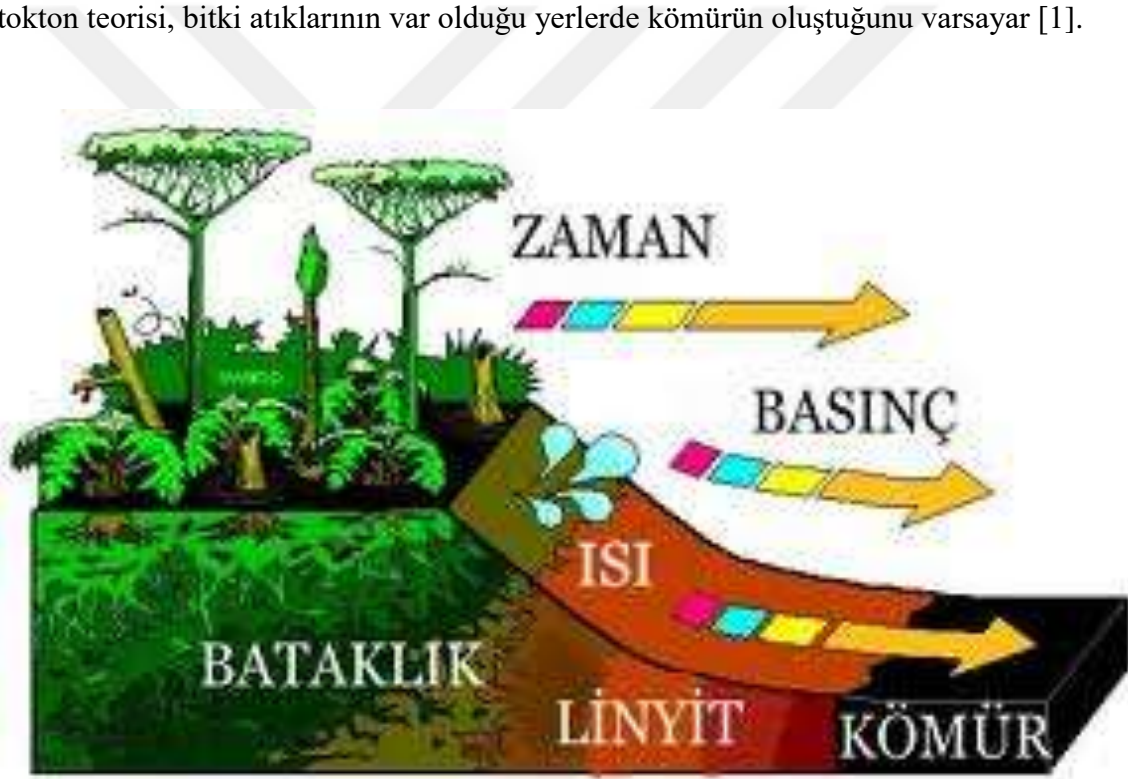 tokton teorisi, bitki atıklarının var olduğu yerlerde kömürün oluştuğunu varsayar [1].
ZAMAN
BASINÇ
ISI
BATAKLIK
LİNYİT
KÖMÜR